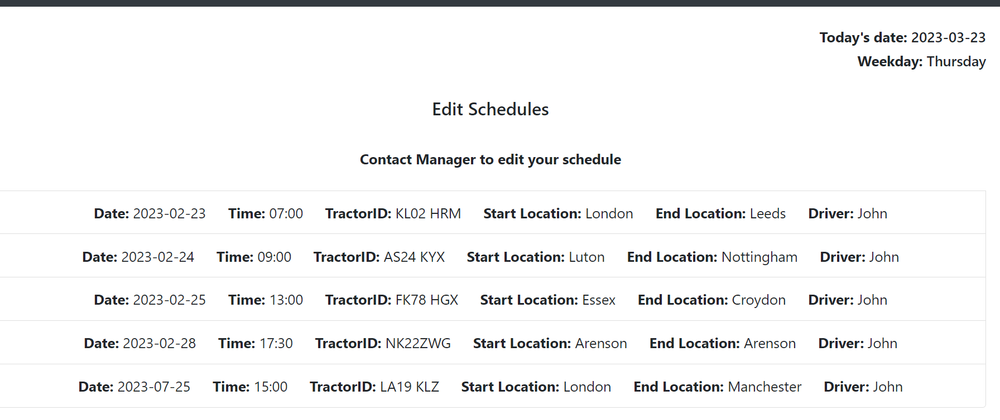 Today's date: 2023-03-23
Weekday: Thursday
Edit Schedules
Contact Manager to edit your schedule
Date: 2023-02-23 Time: 07:00 TractorID: KL02 HRM Start Location: London End Location: Leeds Driver: John
Date: 2023-02-24 Time: 09:00 TractorID: AS24 KYX Start Location: Luton End Location: Nottingham Driver: John
Date: 2023-02-25 Time: 13:00 TractorID: FK78 HGX Start Location: Essex End Location: Croydon Driver: John
Date: 2023-02-28 Time: 17:30 TractorID: NK22ZWG Start Location: Arenson End Location: Arenson Driver: John
Date: 2023-07-25 Time: 15:00 TractorID: LA19 KLZ Start Location: London End Location: Manchester Driver: John